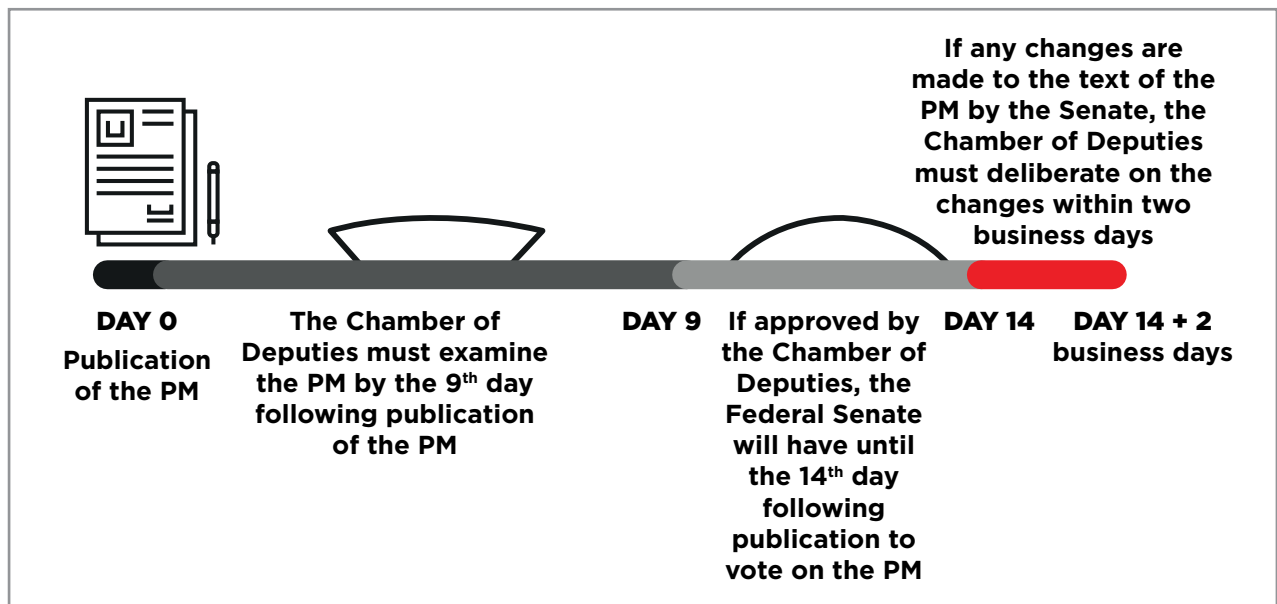 If any changes are
made to the text of the
PM by the Senate, the
Chamber of Deputies
must deliberate on the
changes within two
business days
DAY 0
Publication
of the PM
The Chamber of
Deputies must examine
the PM by the 9th day
following publication
of the PM
DAY 9
If approved by
the Chamber of
Deputies, the
Federal Senate
will have until
the 14th day
following
publication to
vote on the PM
DAY 14
DAY 14 + 2
business days